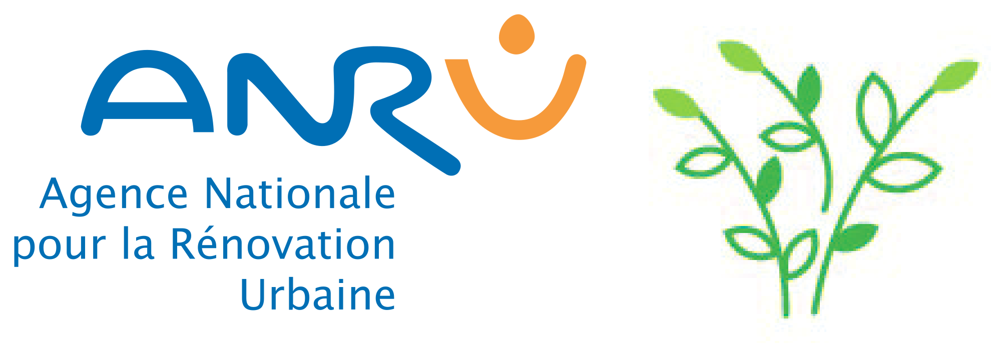 ANRU
Agence Nationale
pour la Rénovation
Urbaine